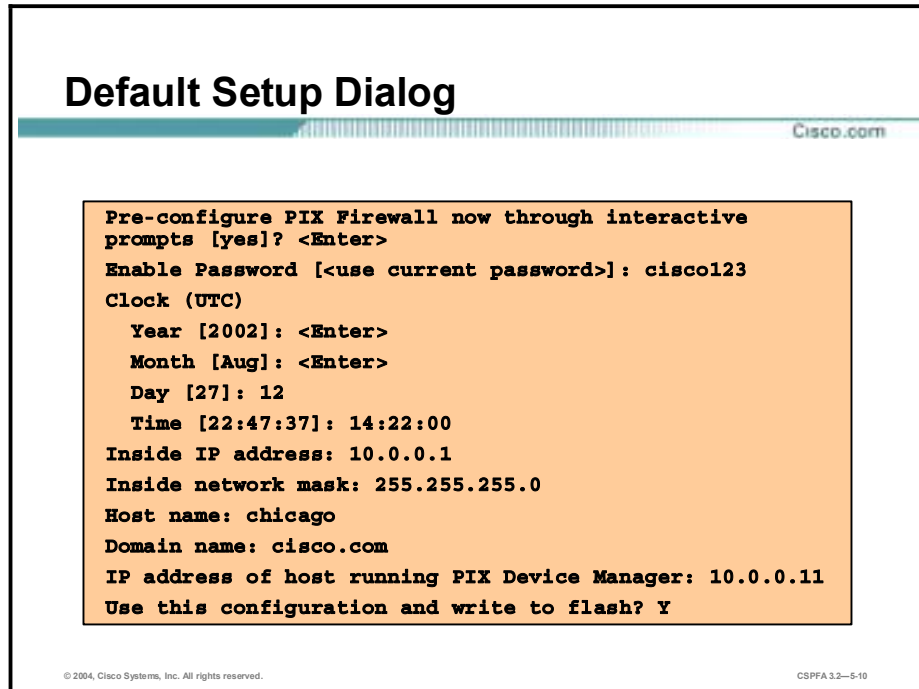 Default Setup Dialog
Cisco.com
Pre-configure PIX Firewall now through interactive
prompts [yes]? <Enter>
Enable Password [<use current password>]: cisco123
Clock (UTC)
Year [2002]: <Enter>
Month [Aug]: <Enter>
Day [27]: 12
Time [22:47:37]: 14:22:00
Inside IP address: 10.0.0.1
Inside network mask: 255.255.255.0
Host name: chicago
Domain name: cisco.com
IP address of host running PIX Device Manager: 10.0.0.11
Use this configuration and write to flash? Y
© 2004, Cisco Systems, Inc. All rights reserved.
CSPFA 3.2—5-10